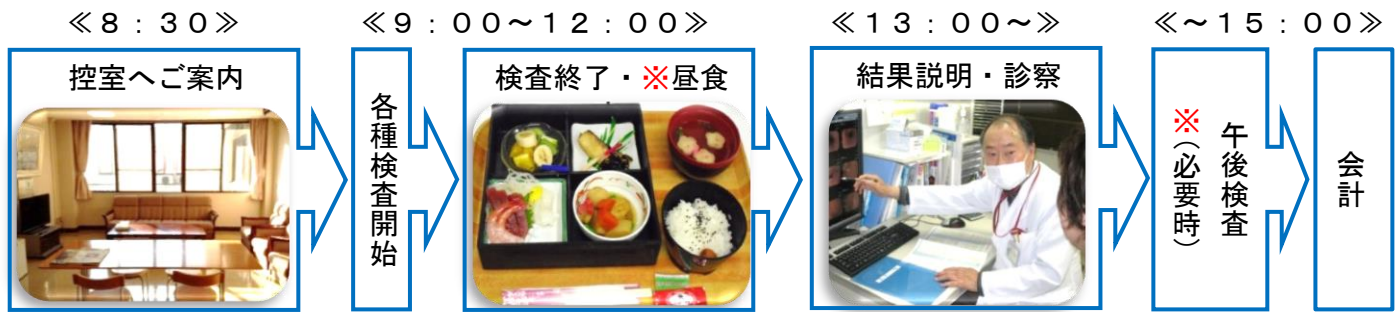 ≪８：３０≫
≪９：００～１２：００≫
≪１３：００～≫
≪～１５：００≫
控室へご案内
各種検査開始
検査終了・※昼食
結果説明・診察
午後検査
※（必要時）
会計